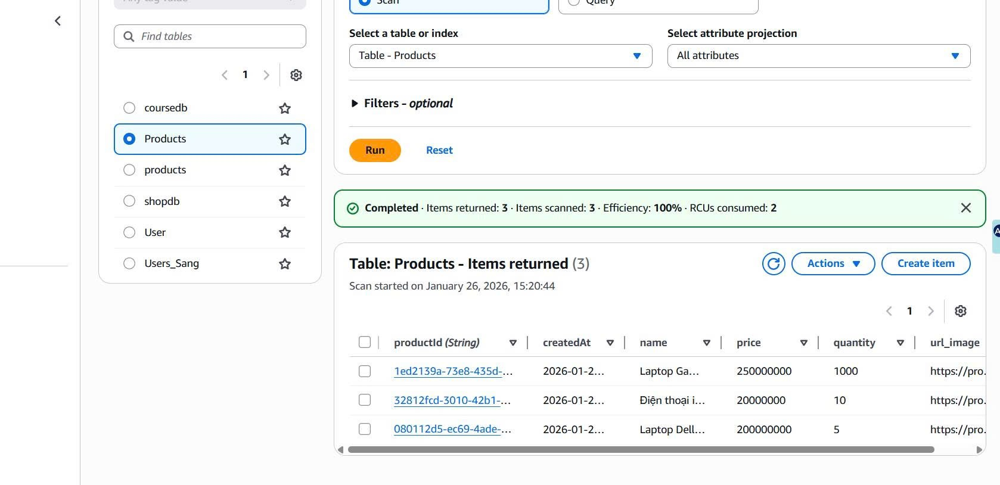 Any tag value
Find tables
1
coursedb
Products
products
shopdb
User
Users_Sang
Scan
Query
Select a table or index
Table - Products
Select attribute projection
All attributes
Filters - optional
Run
Reset
Completed · Items returned: 3 · Items scanned: 3 · Efficiency: 100% · RCUs consumed: 2
Table: Products - Items returned (3)
Actions
Create item
Scan started on January 26, 2026, 15:20:44
1
productId (String) createdAt name price quantity url_image
1ed2139a-73e8-435d-... 2026-01-2... Laptop Ga... 250000000 1000 https://pro.
32812fcd-3010-42b1-... 2026-01-2... Điện thoại i... 20000000 10 https://pro.
080112d5-ec69-4ade-... 2026-01-2... Laptop Dell... 200000000 5 https://pro.